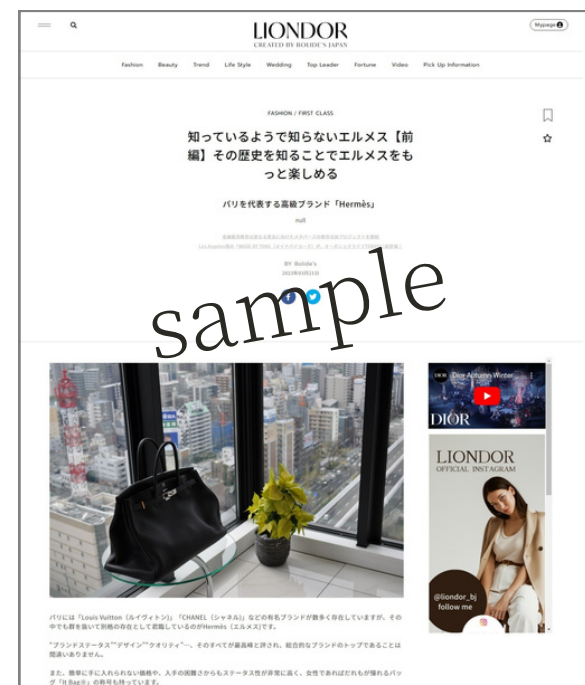 LIONDOR
CREATED BY BOLIDE'S JAPAN
Mypage
Fashion Beauty Trend Life Style Wedding Top Leader Fortune Video Pick Up Information
FASHION / FIRST CLASS
知っているようで知らないエルメス【前
編】その歴史を知ることでエルメスをも
っと楽しめる
パリを代表する高級ブランド「Hermès」
null
BY Bolide's
sample
Dior Autumn-Winter...
DIOR
LIONDOR
OFFICIAL INSTAGRAM
@liondor_bj
follow me
パリには「Louis Vuitton（ルイヴィトン）」「CHANEL（シャネル）」などの有名ブランドが数多く存在していますが、その
中でも群を抜いて別格の存在として君臨しているのがHermès（エルメス）です。
"ブランドステータス""デザイン""クオリティ"…、そのすべてが最高峰と評され、総合的なブランドのトップであることは
間違いありません。
また、簡単に手に入れられない価格や、入手の困難さからもステータス性が非常に高く、女性であればだれもが憧れるバッ
グ「It Bag※」の称号も持っています。